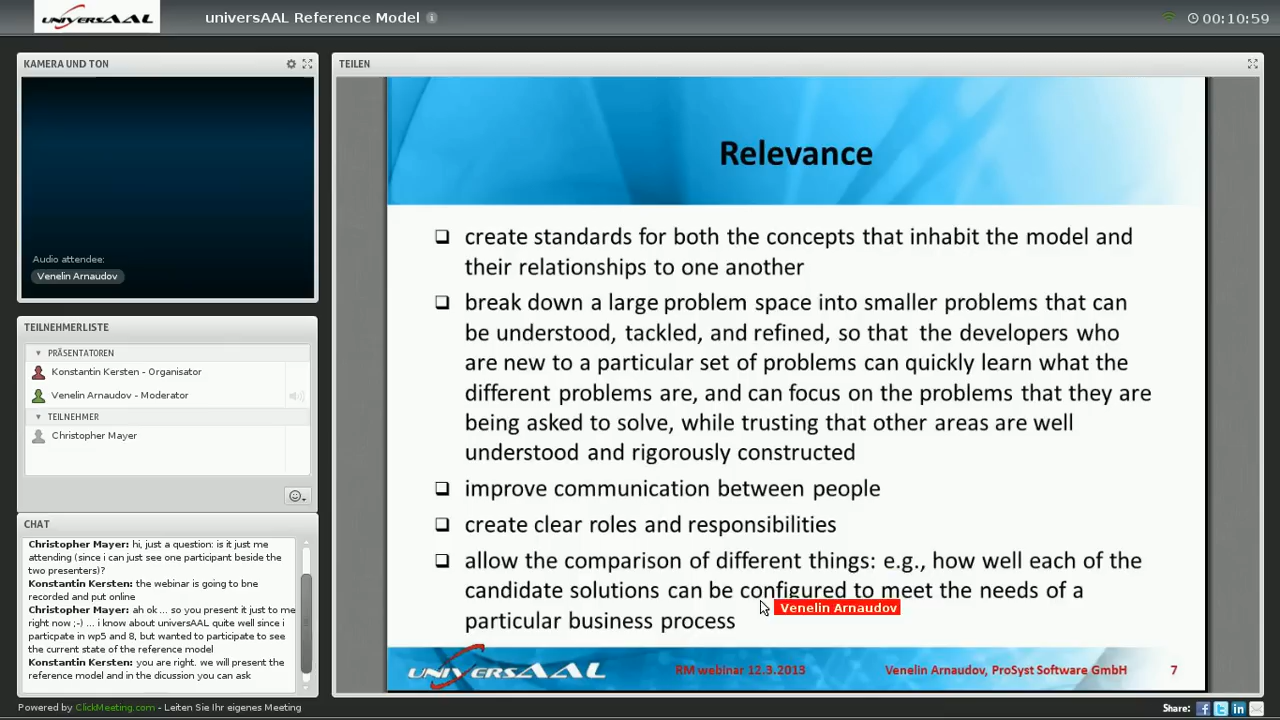 universAAL
universAAL Reference Model
00:10:59
KAMERA UND TON
Audio attendee:
Venelin Arnaudov
TEILNEHMERLISTE
PRÄSENTATOREN
Konstantin Kersten - Organisator
Venelin Arnaudov - Moderator
TEILNEHMER
Christopher Mayer
CHAT
Christopher Mayer: hi, just a question: is it just me
attending (since i can just see one participant beside the
two presenters)?
Konstantin Kersten: the webinar is going to bne
recorded and put online
Christopher Mayer: ah ok ... so you present it just to me
right now ;-) ... i know about universAAL quite well since i
particpate in wp5 and 8, but wanted to participate to see
the current state of the reference model
Konstantin Kersten: you are right. we will present the
reference model and in the dicussion you can ask
TEILEN
Relevance
create standards for both the concepts that inhabit the model and
their relationships to one another
break down a large problem space into smaller problems that can
be understood, tackled, and refined, so that the developers who
are new to a particular set of problems can quickly learn what the
different problems are, and can focus on the problems that they are
being asked to solve, while trusting that other areas are well
understood and rigorously constructed
improve communication between people
create clear roles and responsibilities
allow the comparison of different things: e.g., how well each of the
candidate solutions can be configured to meet the needs of a
particular business process
Venelin Arnaudov
universAAL
RM webinar 12.3.2013
Venelin Arnaudov, ProSyst Software GmbH
7
Powered by ClickMeeting.com - Leiten Sie Ihr eigenes Meeting
Share: